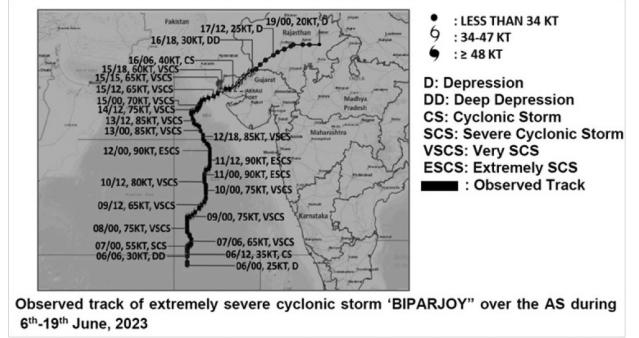 Pakistan
19/00, 20KT, D
17/12, 25KT, D
Rajasthan
16/18, 30KT, DD
16/06, 40KT, CS
15/18, 60KT, VSCS
15/15, 65KT, VSCS
Gujarat
15/12, 65KT, VSCS
15/00, 70KT, VSCS
14/12, 75KT, VSCS
Madhya
Pradesh
13/12, 85KT, VSCS
13/00, 85KT, VSCS
12/18, 85KT, VSCS
Maharashtra
12/00, 90KT, ESCS
11/12, 90KT, ESCS
11/00, 90KT, ESCS
10/12, 80KT, VSCS
10/00, 75KT, VSCS
09/12, 65KT, VSCS
09/00, 75KT, VSCS
Karnataka
08/00, 75KT, VSCS
07/06, 65KT, VSCS
07/00, 55KT, SCS
06/12, 35KT, CS
06/06, 30KT, DD
06/00, 25KT, D
: LESS THAN 34 KT
: 34-47 KT
: ≥ 48 KT
D: Depression
DD: Deep Depression
CS: Cyclonic Storm
SCS: Severe Cyclonic Storm
VSCS: Very SCS
ESCS: Extremely SCS
: Observed Track
Observed track of extremely severe cyclonic storm ‘BIPARJOY” over the AS during
6th-19th June, 2023